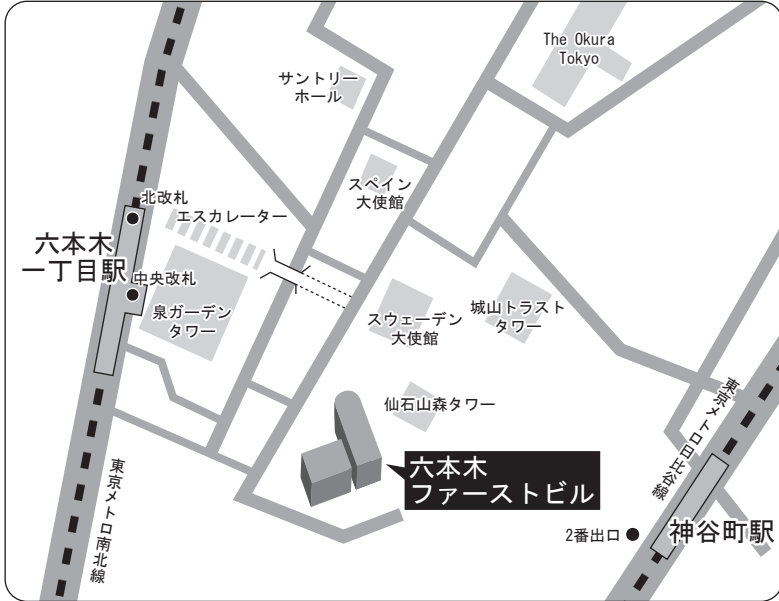 The Okura
Tokyo
サントリー
ホール
スペイン
大使館
北改札
エスカレーター
六本木
一丁目駅
中央改札
泉ガーデン
タワー
スウェーデン
大使館
城山トラスト
タワー
仙石山森タワー
六本木
ファーストビル
東京メトロ日比谷線
東京メトロ南北線
2番出口
神谷町駅